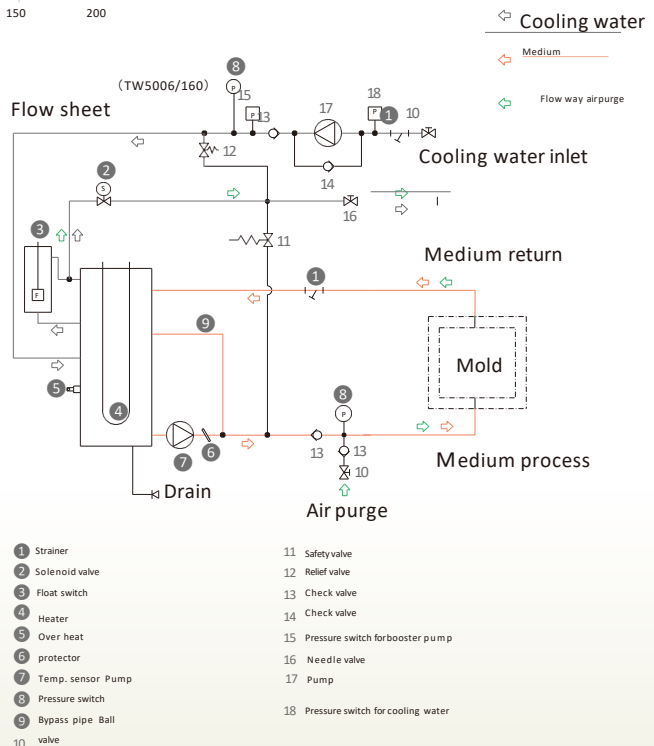 150 200
Cooling water
Medium
Flow way airpurge
(TW5006/160)
Flow sheet
8
P
15
P
13
17
18
P
1
10
12
14
Cooling water inlet
2
S
16
3
F
11
Medium return
1
9
Mold
5
4
8
P
7
6
13
13
10
Medium process
Drain
Air purge
1 Strainer
2 Solenoid valve
3 Float switch
4 Heater
5 Over heat
6 protector
7 Temp. sensor Pump
8 Pressure switch
9 Bypass pipe Ball
10 valve
11 Safety valve
12 Relief valve
13 Check valve
14 Check valve
15 Pressure switch forbooster pump
16 Needle valve
17 Pump
18 Pressure switch for cooling water